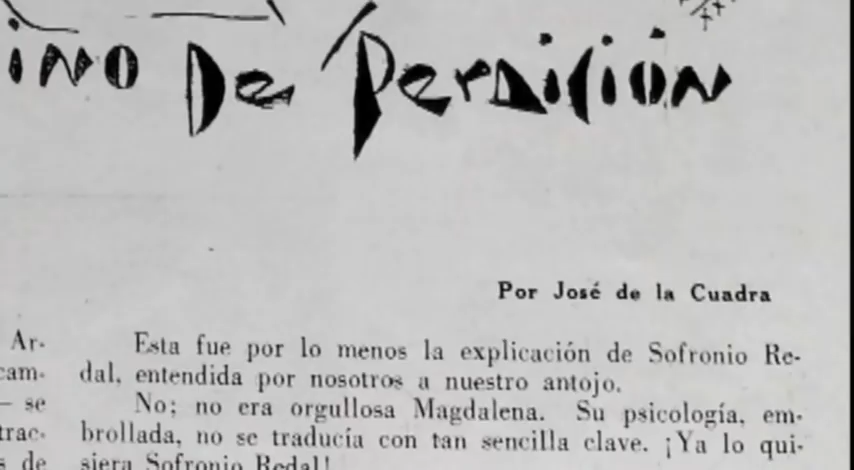 ino De Perdición
Por José de la Cuadra
Ar-
cam-
— se
trac-
s de
Esta fue por lo menos la explicación de Sofronio Re-
dal, entendida por nosotros a nuestro antojo.
No; no era orgullosa Magdalena. Su psicología, em-
brollada, no se traducía con tan sencilla clave. ¡Ya lo qui-
siera Sofronio Redal!